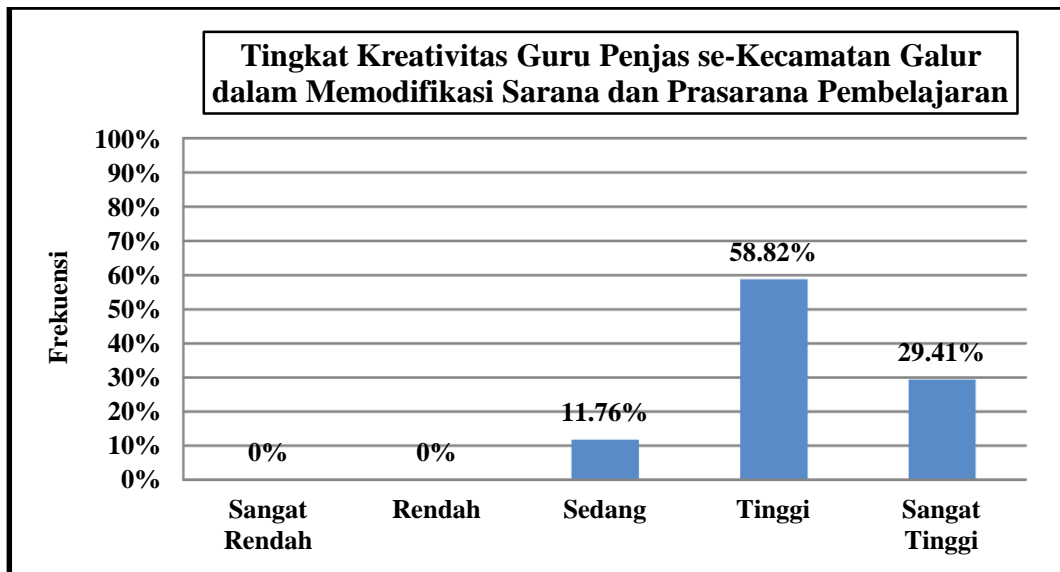 Tingkat Kreativitas Guru Penjas se-Kecamatan Galur
dalam Memodifikasi Sarana dan Prasarana Pembelajaran
100%
90%
80%
70%
60%
50%
40%
30%
20%
10%
0%
Frekuensi
0%
0%
11.76%
58.82%
29.41%
Sangat
Rendah
Rendah
Sedang
Tinggi
Sangat
Tinggi